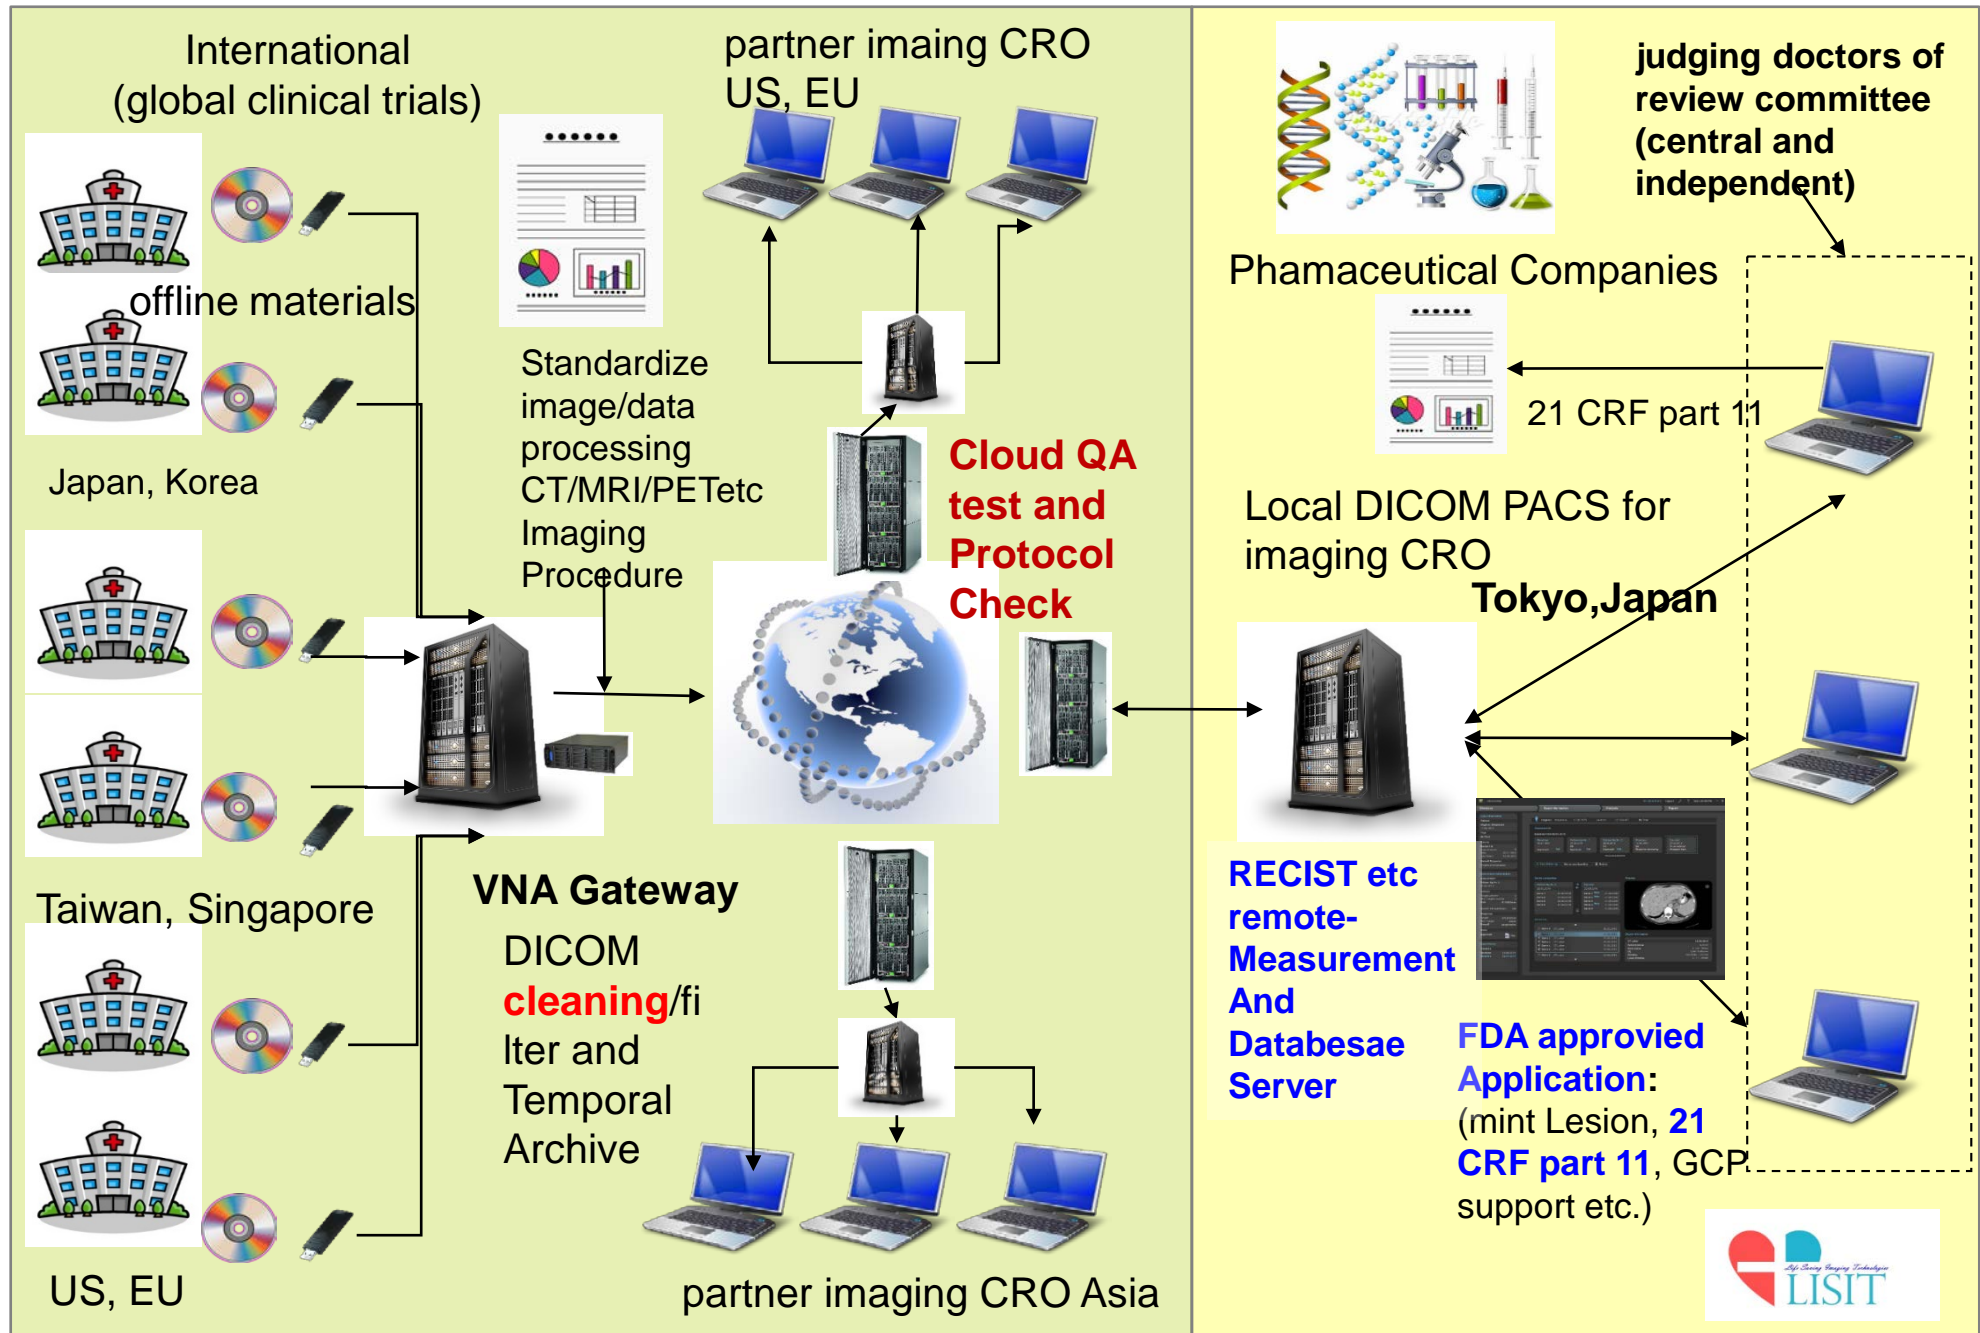 International
(global clinical trials)
offline materials
Japan, Korea
Taiwan, Singapore
US, EU
Standardize
image/data
processing
CT/MRI/PETetc
Imaging
Procedure
partner imaing CRO
US, EU
Cloud QA
test and
Protocol
Check
VNA Gateway
DICOM
cleaning/fi
lter and
Temporal
Archive
partner imaging CRO Asia
judging doctors of
review committee
(central and
independent)
Phamaceutical Companies
21 CRF part 11
Local DICOM PACS for
imaging CRO
Tokyo,Japan
RECIST etc
remote-
Measurement
And
Databesae
Server
FDA approvied
Application:
(mint Lesion, 21
CRF part 11, GCP
support etc.)
Life Saving Imaging Technologies
LISIT